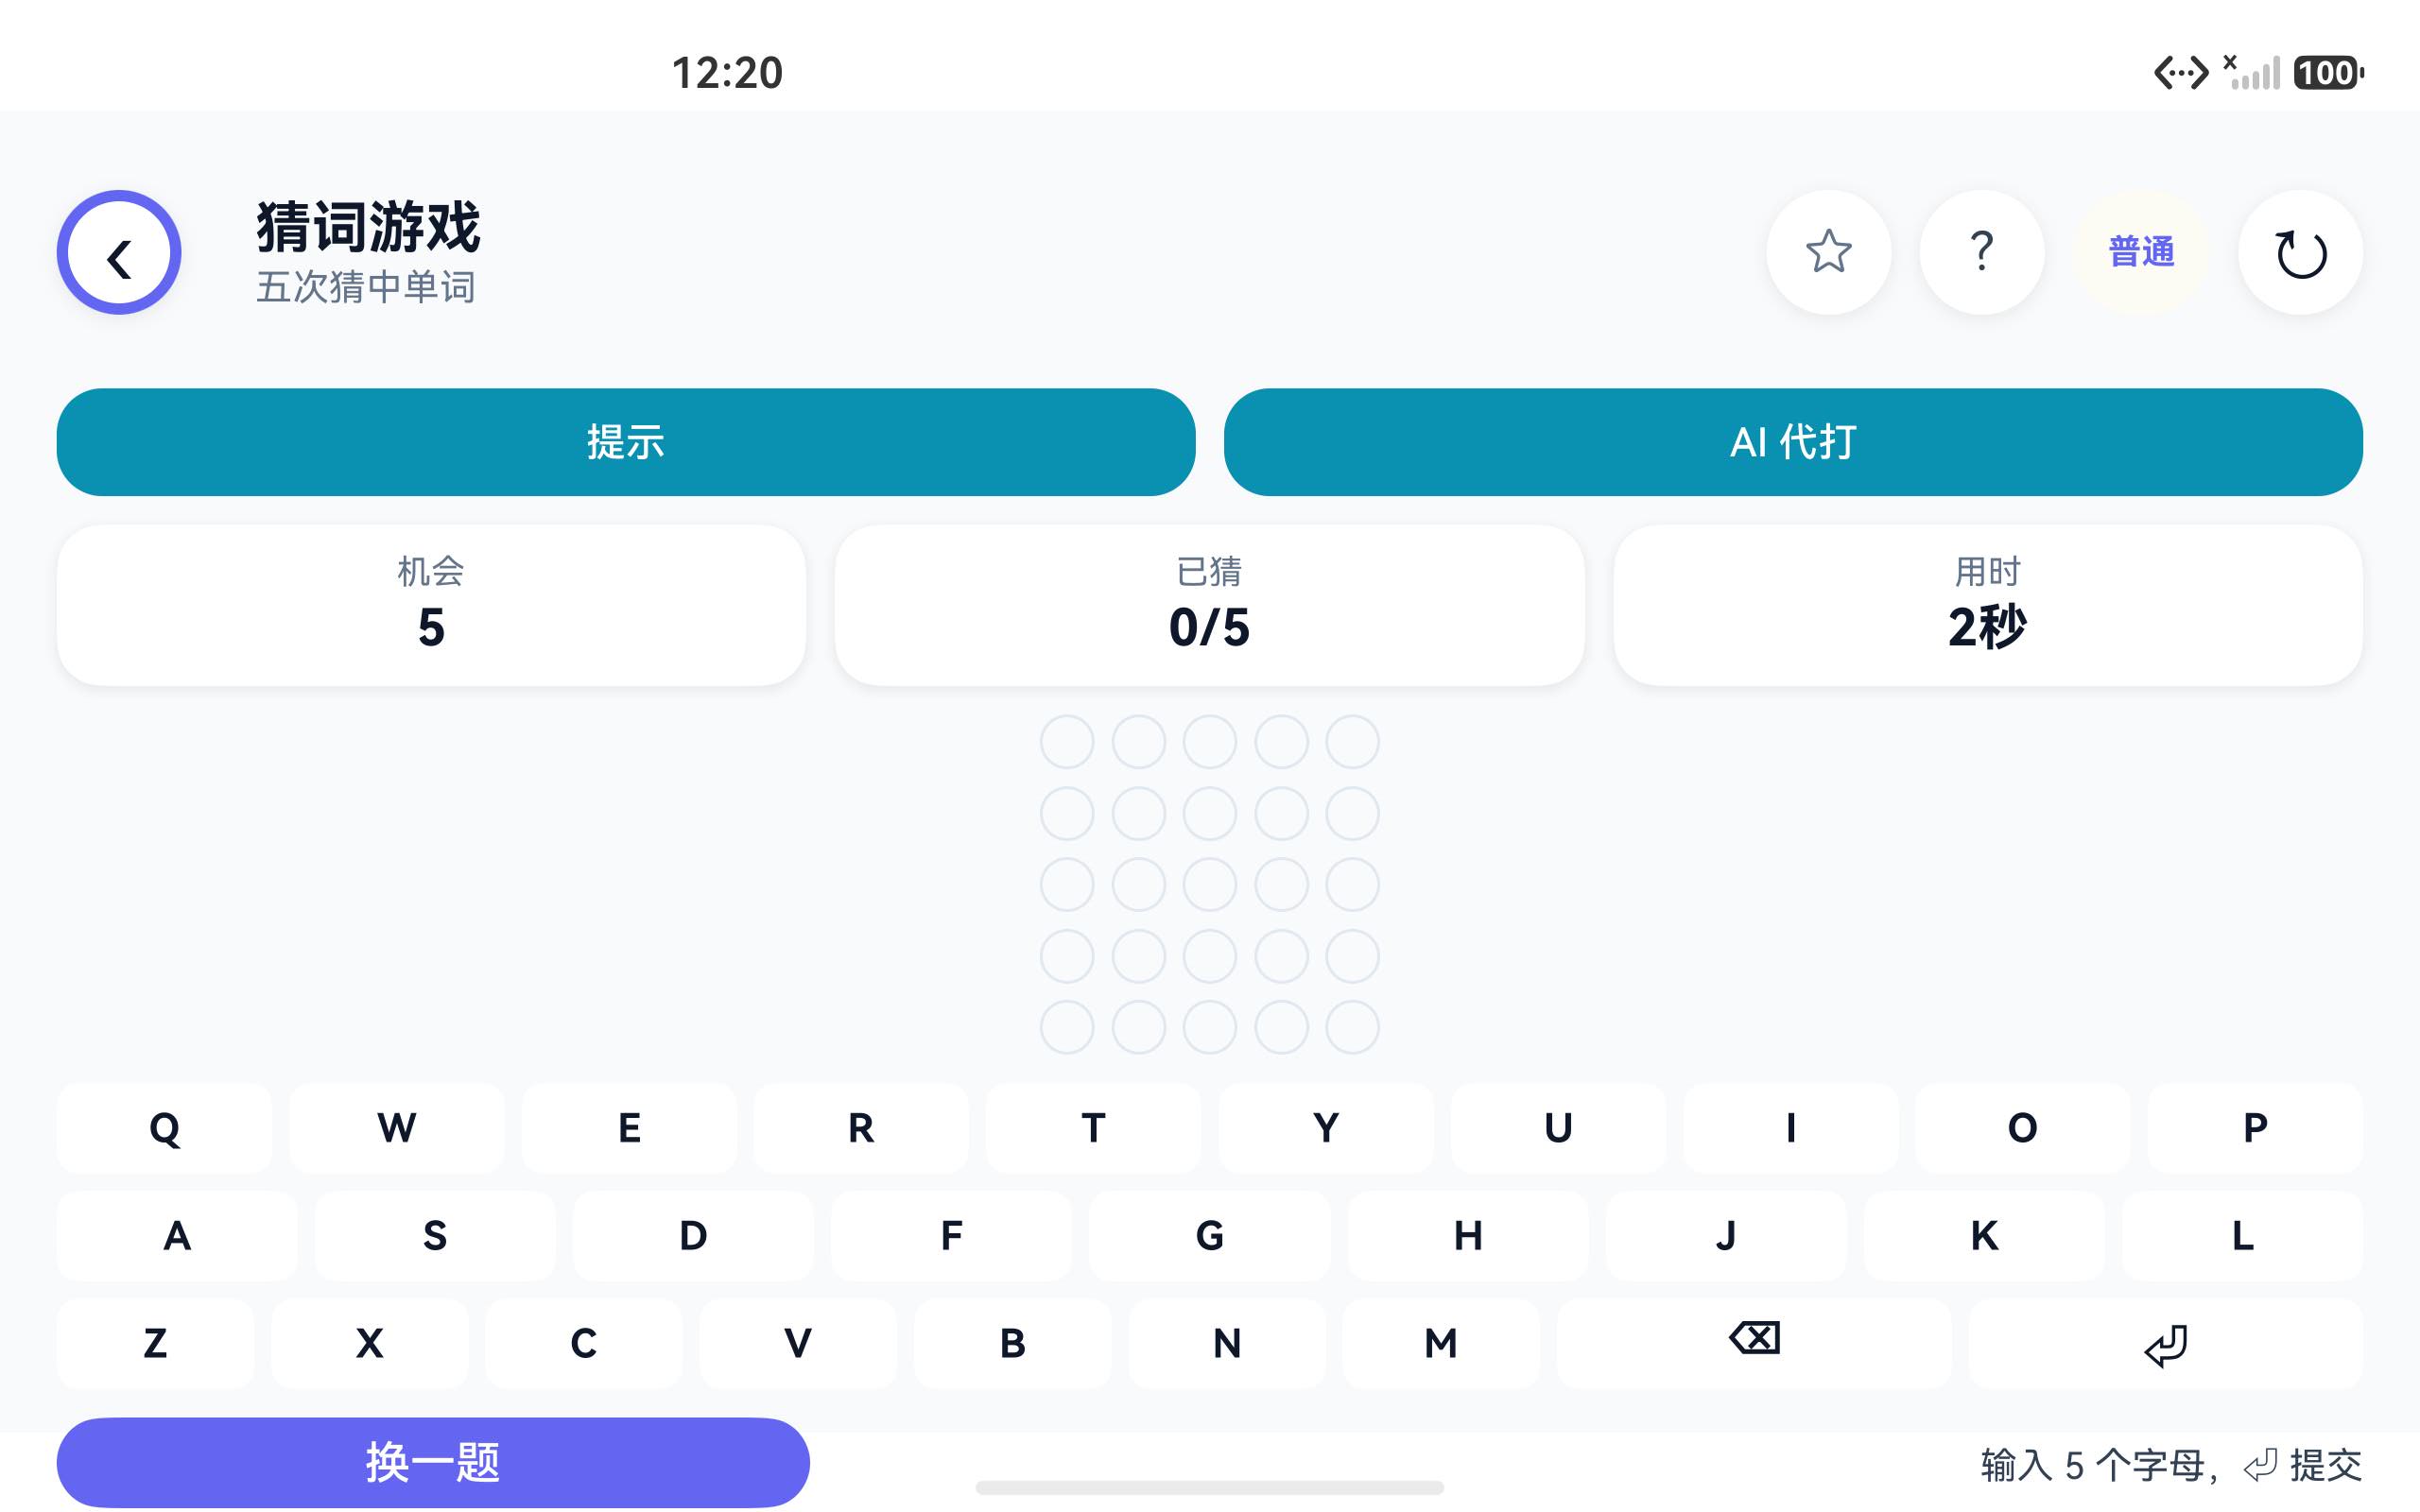 12:20
100
猜词游戏
五次猜中单词
?
普通
提示
AI 代打
机会
5
已猜
0/5
用时
2秒
Q W E R T Y U I O P
A S D F G H J K L
Z X C V B N M
换一题
输入 5 个字母，⏎ 提交